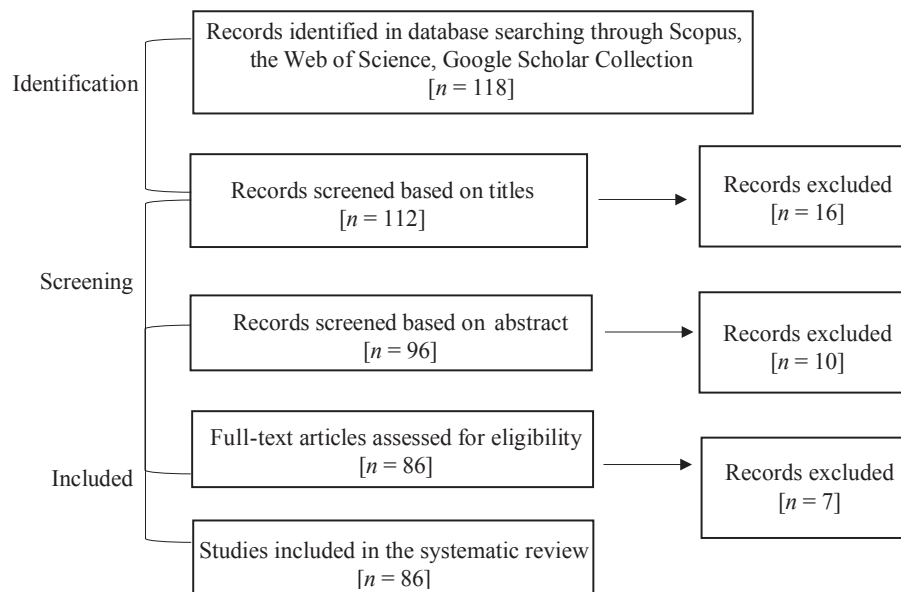 Records identified in database searching through Scopus,
the Web of Science, Google Scholar Collection
[n = 118]
Identification
Records screened based on titles
[n = 112]
Records excluded
[n = 16]
Screening
Records screened based on abstract
[n = 96]
Records excluded
[n = 10]
Full-text articles assessed for eligibility
[n = 86]
Records excluded
[n = 7]
Included
Studies included in the systematic review
[n = 86]